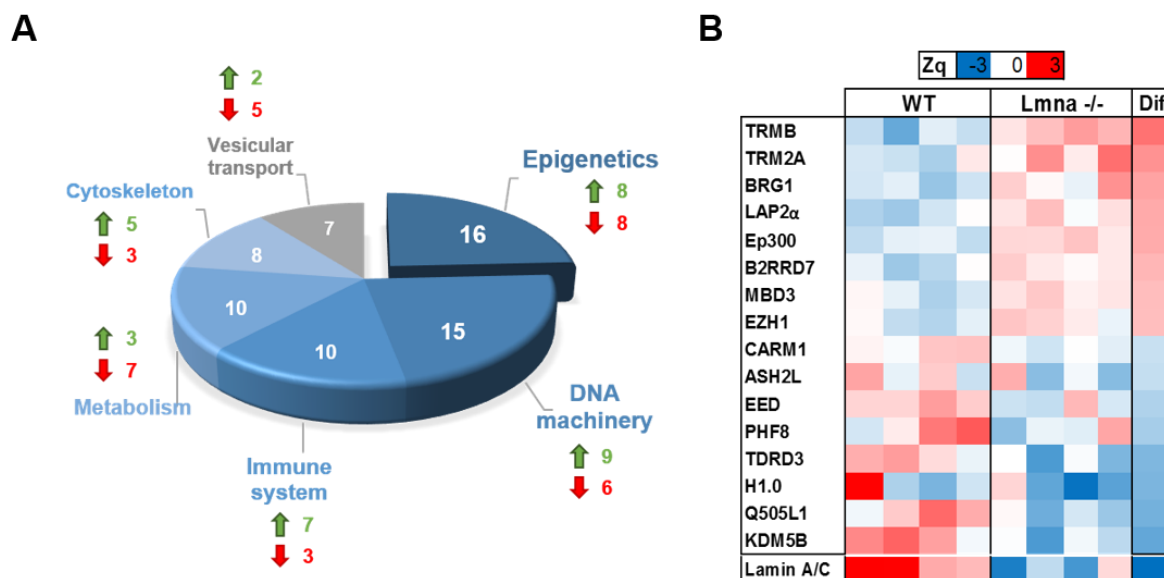 A
2
5
Vesicular
transport
Epigenetics
8
8
Cytoskeleton
5
3
7
16
8
10
15
10
3
7
Metabolism
DNA
machinery
9
6
Immune
system
7
3
B
Zq -3 0 3
WT Lmna -/- Dif
TRMB
TRM2A
BRG1
LAP2α
Ep300
B2RRD7
MBD3
EZH1
CARM1
ASH2L
EED
PHF8
TDRD3
H1.0
Q505L1
KDM5B
Lamin A/C